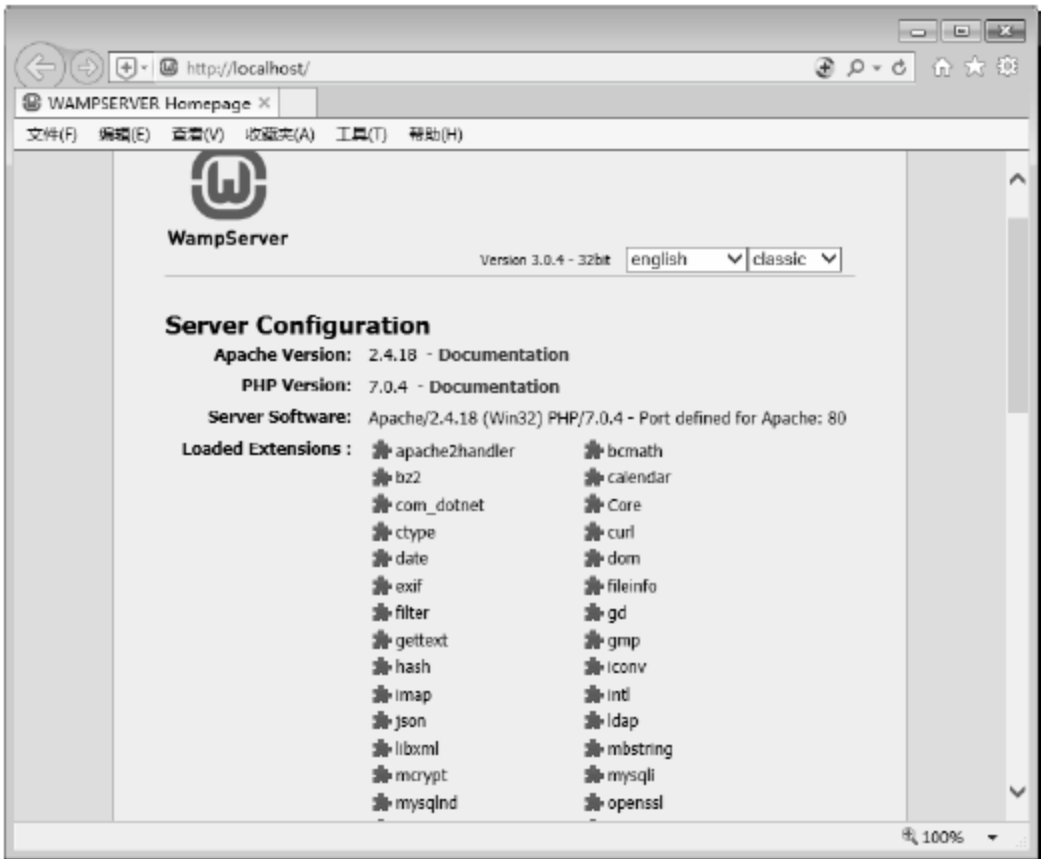 http://localhost/
WAMPSERVER Homepage
文件(F) 编辑(E) 查看(V) 收藏夹(A) 工具(T) 帮助(H)
WampServer
Version 3.0.4 - 32bit english classic
Server Configuration
Apache Version: 2.4.18 - Documentation
PHP Version: 7.0.4 - Documentation
Server Software: Apache/2.4.18 (Win32) PHP/7.0.4 - Port defined for Apache: 80
Loaded Extensions : apache2handler bcmath
bz2 calendar
com_dotnet Core
ctype curl
date dom
exif fileinfo
filter gd
gettext gmp
hash iconv
imap intl
json ldap
libxml mbstring
mcrypt mysqli
mysqlnd openssl
100%